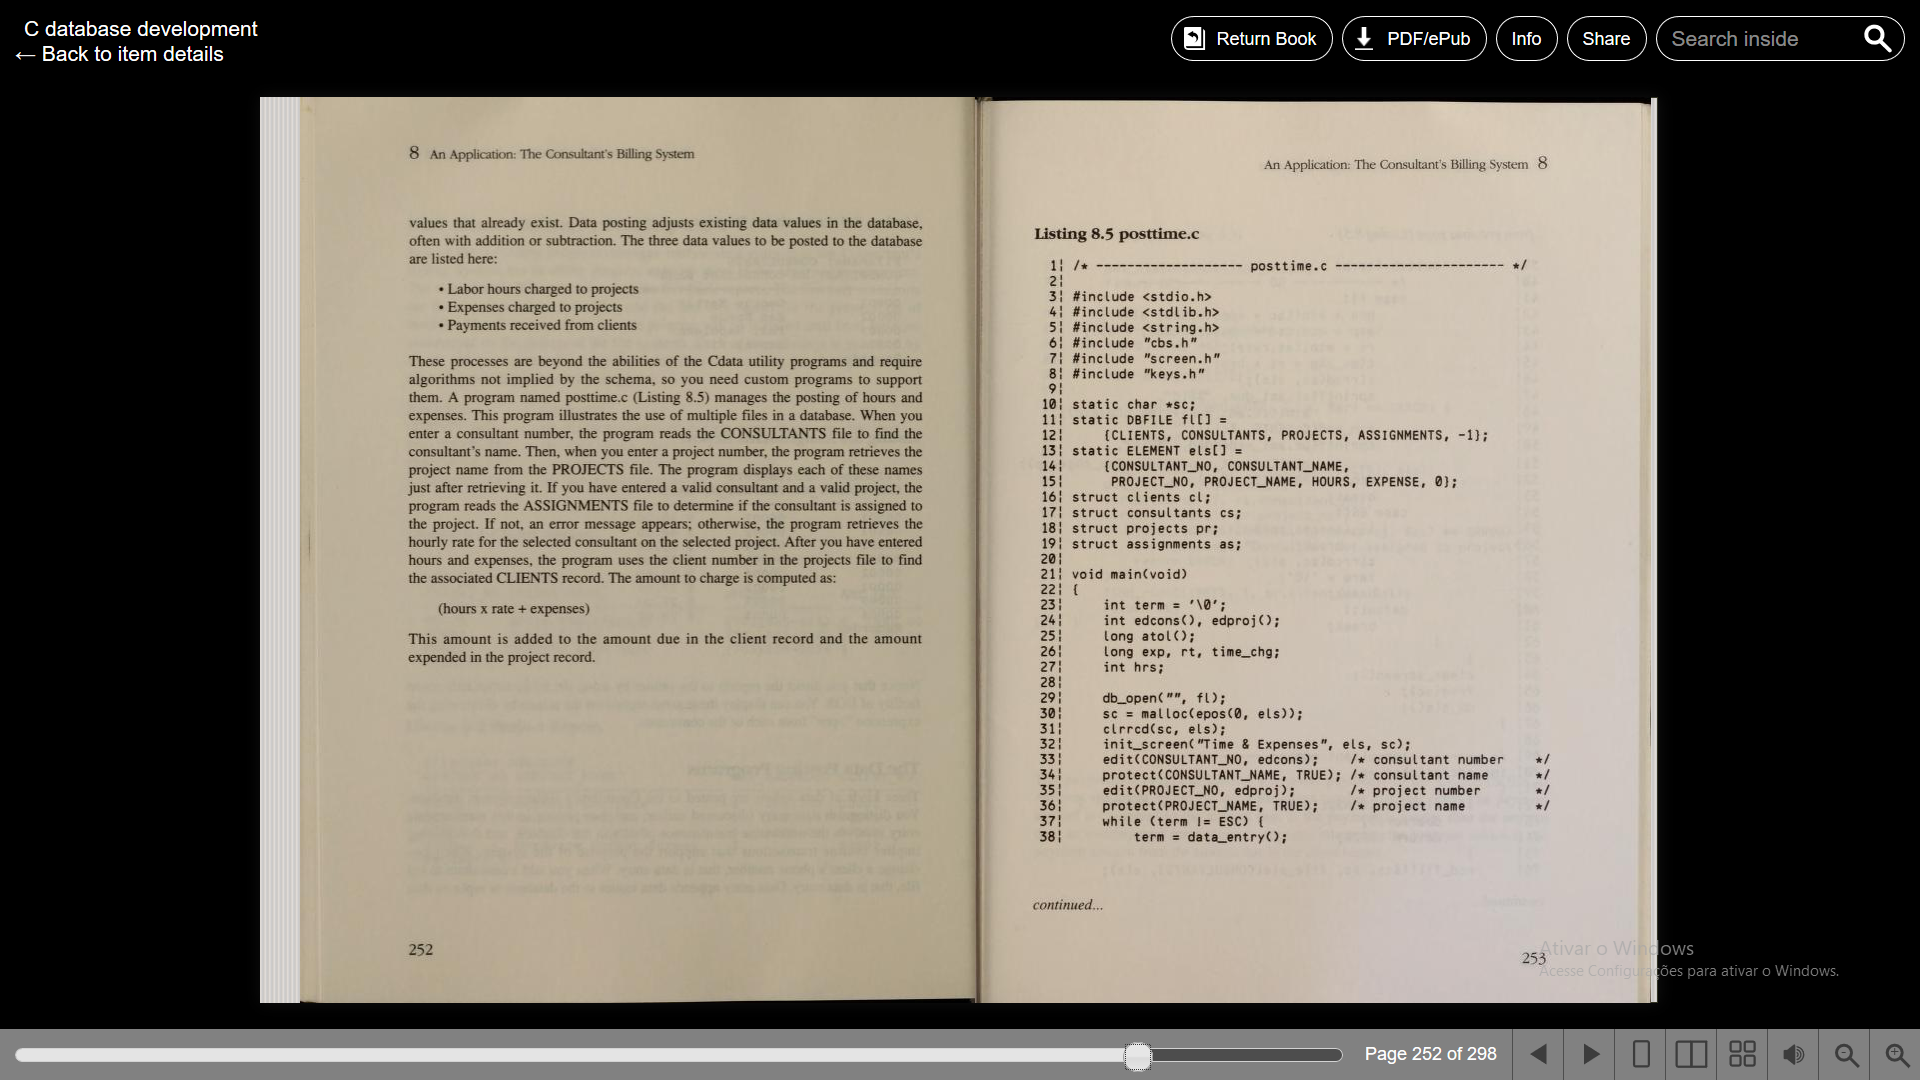 C database development
← Back to item details
Return Book
PDF/ePub
Info
Share
Search inside
8 An Application: The Consultant's Billing System
values that already exist. Data posting adjusts existing data values in the database,
often with addition or subtraction. The three data values to be posted to the database
are listed here:
• Labor hours charged to projects
• Expenses charged to projects
• Payments received from clients
These processes are beyond the abilities of the Cdata utility programs and require
algorithms not implied by the schema, so you need custom programs to support
them. A program named posttime.c (Listing 8.5) manages the posting of hours and
expenses. This program illustrates the use of multiple files in a database. When you
enter a consultant number, the program reads the CONSULTANTS file to find the
consultant's name. Then, when you enter a project number, the program retrieves the
project name from the PROJECTS file. The program displays each of these names
just after retrieving it. If you have entered a valid consultant and a valid project, the
program reads the ASSIGNMENTS file to determine if the consultant is assigned to
the project. If not, an error message appears; otherwise, the program retrieves the
hourly rate for the selected consultant on the selected project. After you have entered
hours and expenses, the program uses the client number in the projects file to find
the associated CLIENTS record. The amount to charge is computed as:
(hours x rate + expenses)
This amount is added to the amount due in the client record and the amount
expended in the project record.
252
An Application: The Consultant's Billing System 8
Listing 8.5 posttime.c
1¦ /* ------------------- posttime.c ---------------------- */
2¦
3¦ #include <stdio.h>
4¦ #include <stdlib.h>
5¦ #include <string.h>
6¦ #include "cbs.h"
7¦ #include "screen.h"
8¦ #include "keys.h"
9¦
10¦ static char *sc;
11¦ static DBFILE fl[] =
12¦     {CLIENTS, CONSULTANTS, PROJECTS, ASSIGNMENTS, -1};
13¦ static ELEMENT els[] =
14¦     {CONSULTANT_NO, CONSULTANT_NAME,
15¦      PROJECT_NO, PROJECT_NAME, HOURS, EXPENSE, 0};
16¦ struct clients cl;
17¦ struct consultants cs;
18¦ struct projects pr;
19¦ struct assignments as;
20¦
21¦ void main(void)
22¦ {
23¦     int term = '\0';
24¦     int edcons(), edproj();
25¦     long atol();
26¦     long exp, rt, time_chg;
27¦     int hrs;
28¦
29¦     db_open("", fl);
30¦     sc = malloc(epos(0, els));
31¦     clrrcd(sc, els);
32¦     init_screen("Time & Expenses", els, sc);
33¦     edit(CONSULTANT_NO, edcons);    /* consultant number    */
34¦     protect(CONSULTANT_NAME, TRUE); /* consultant name      */
35¦     edit(PROJECT_NO, edproj);       /* project number       */
36¦     protect(PROJECT_NAME, TRUE);    /* project name         */
37¦     while (term != ESC) {
38¦         term = data_entry();
continued...
253
Ativar o Windows
Acesse Configurações para ativar o Windows.
Page 252 of 298